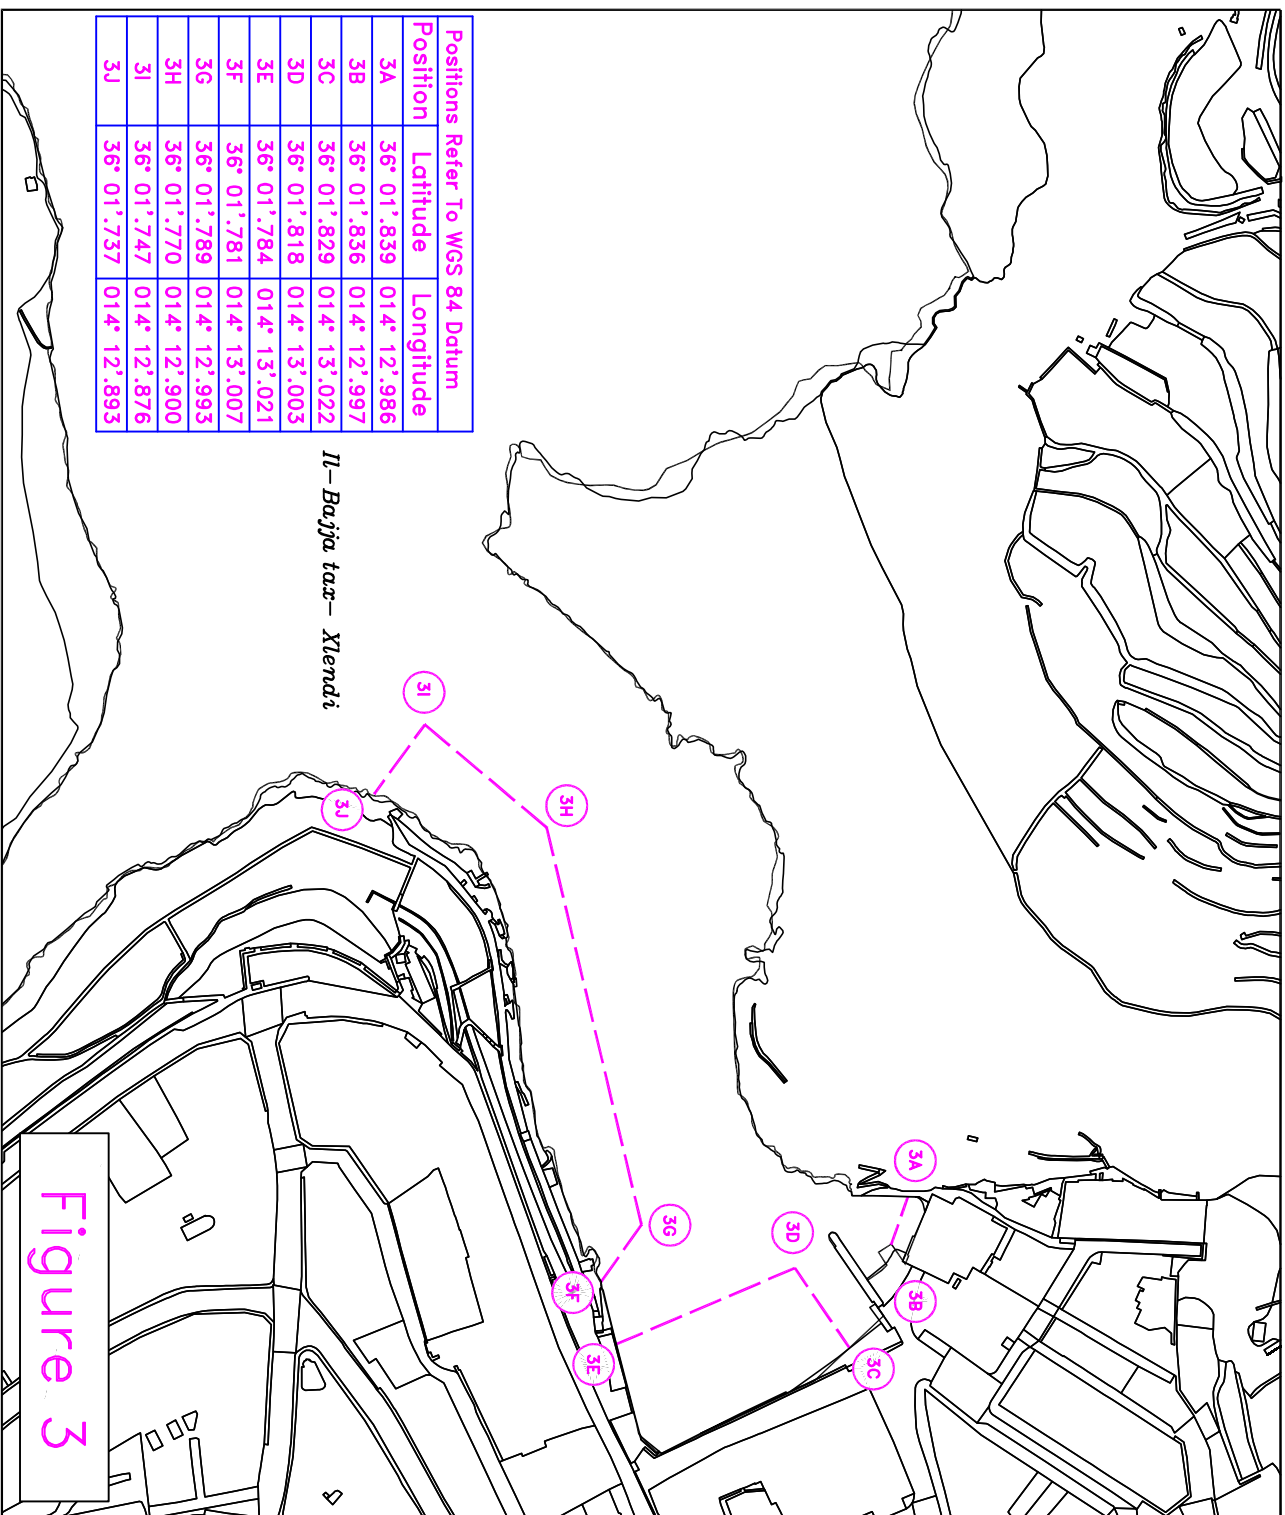 Positions Refer To WGS 84 Datum
Position Latitude Longitude
3A 36° 01'.839 014° 12'.986
3B 36° 01'.836 014° 12'.997
3C 36° 01'.829 014° 13'.022
3D 36° 01'.818 014° 13'.003
3E 36° 01'.784 014° 13'.021
3F 36° 01'.781 014° 13'.007
3G 36° 01'.789 014° 12'.993
3H 36° 01'.770 014° 12'.900
3I 36° 01'.747 014° 12'.876
3J 36° 01'.737 014° 12'.893
Il-Bajja tax- Xlendi
3I
3H
3J
3A
3G
3D
3B
3F
3E
3C
Figure 3